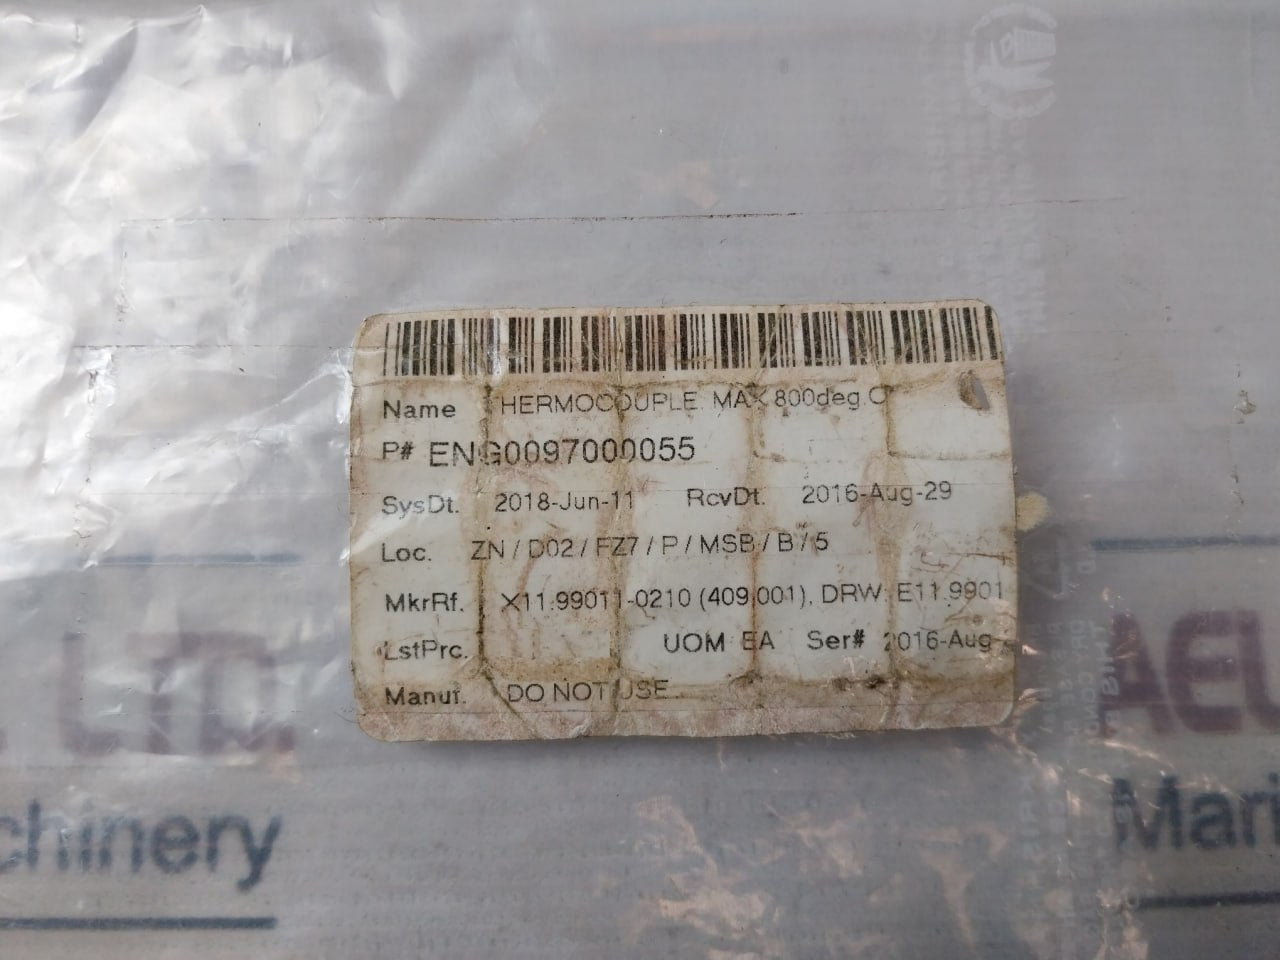 Name HERMOCOUPLE. MAX 800deg.C
P# ENG0097000055
SysDt. 2018-Jun-11 RcvDt. 2016-Aug-29
Loc. ZN / D02 / FZ7 / P / MSB / B / 5
MkrRf. X11.99011-0210 (409.001), DRW. E11.9901
LstPrc. UOM EA Ser# 2016-Aug
Manuf. DO NOT USE
LTD. AEU
chinery Mari